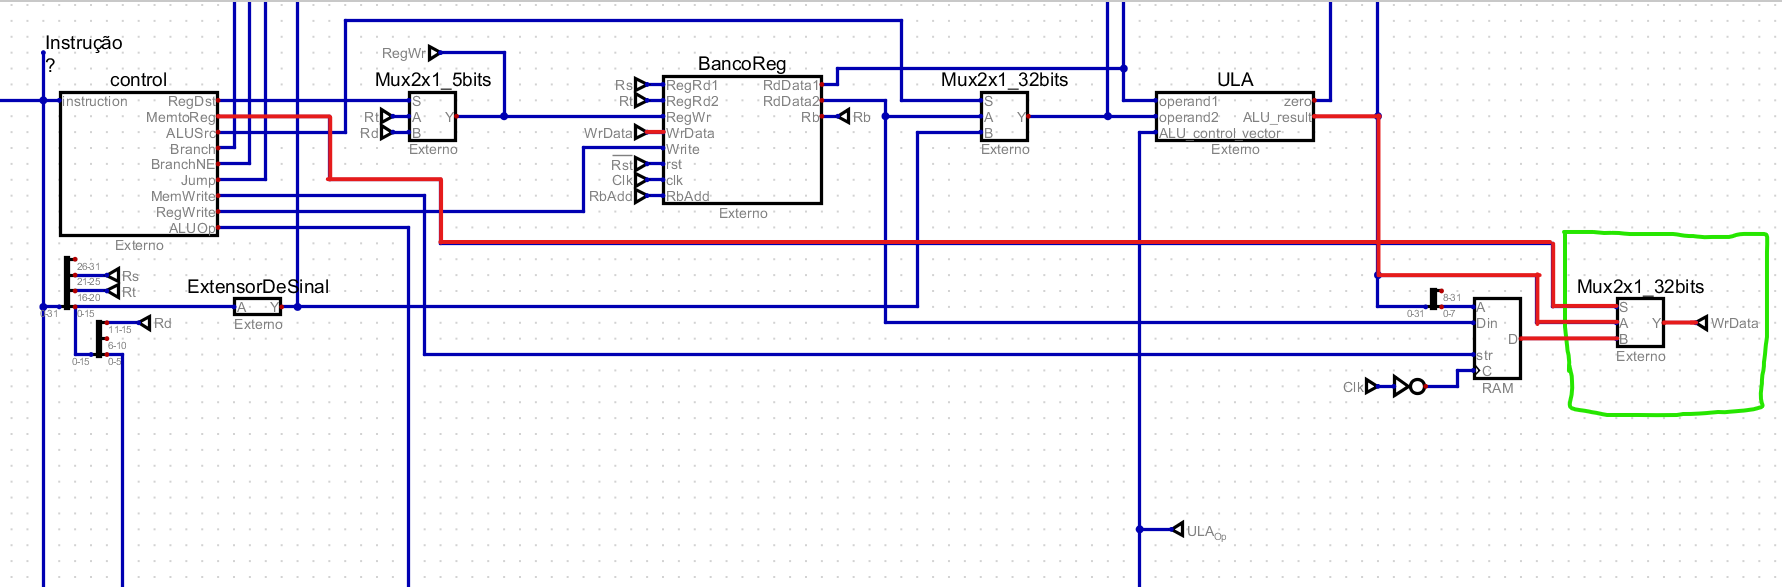 Instrução
?
control
instruction
RegDst
MemtoReg
ALUSrc
Branch
BranchNE
Jump
MemWrite
RegWrite
ALUOp
Externo
RegWr
Mux2x1_5bits
Rt
Rd
S
A
B
Y
Externo
BancoReg
Rs
Rt
WrData
Rst
Clk
RbAdd
RegRd1
RegRd2
RegWr
WrData
Write
rst
clk
RbAdd
RdData1
RdData2
Rb
Rb
Externo
Mux2x1_32bits
S
A
B
Y
Externo
ULA
operand1
operand2
ALU_control_vector
zero
ALU_result
Externo
26-31
21-25
16-20
0-31
0-15
Rs
Rt
11-15
6-10
0-15
0-5
Rd
ExtensorDeSinal
A
Y
Externo
8-31
0-31
0-7
A
Din
str
C
D
RAM
Clk
Mux2x1_32bits
S
A
B
Y
Externo
WrData
ULAOp